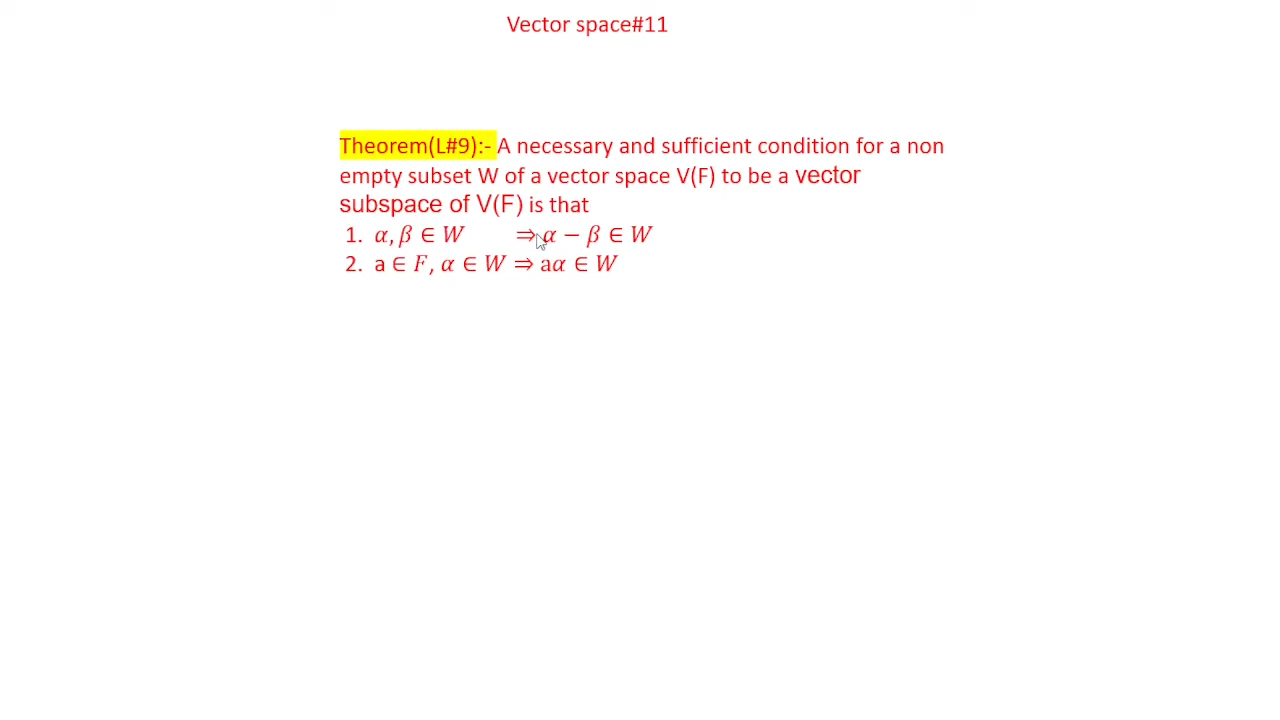 Vector space#11
Theorem(L#9):- A necessary and sufficient condition for a non
empty subset W of a vector space V(F) to be a vector
subspace of V(F) is that
1. 𝛼, 𝛽 ∈ 𝑊 ⇒ 𝛼 − 𝛽 ∈ 𝑊
2. a ∈ 𝐹, 𝛼 ∈ 𝑊 ⇒ a𝛼 ∈ 𝑊